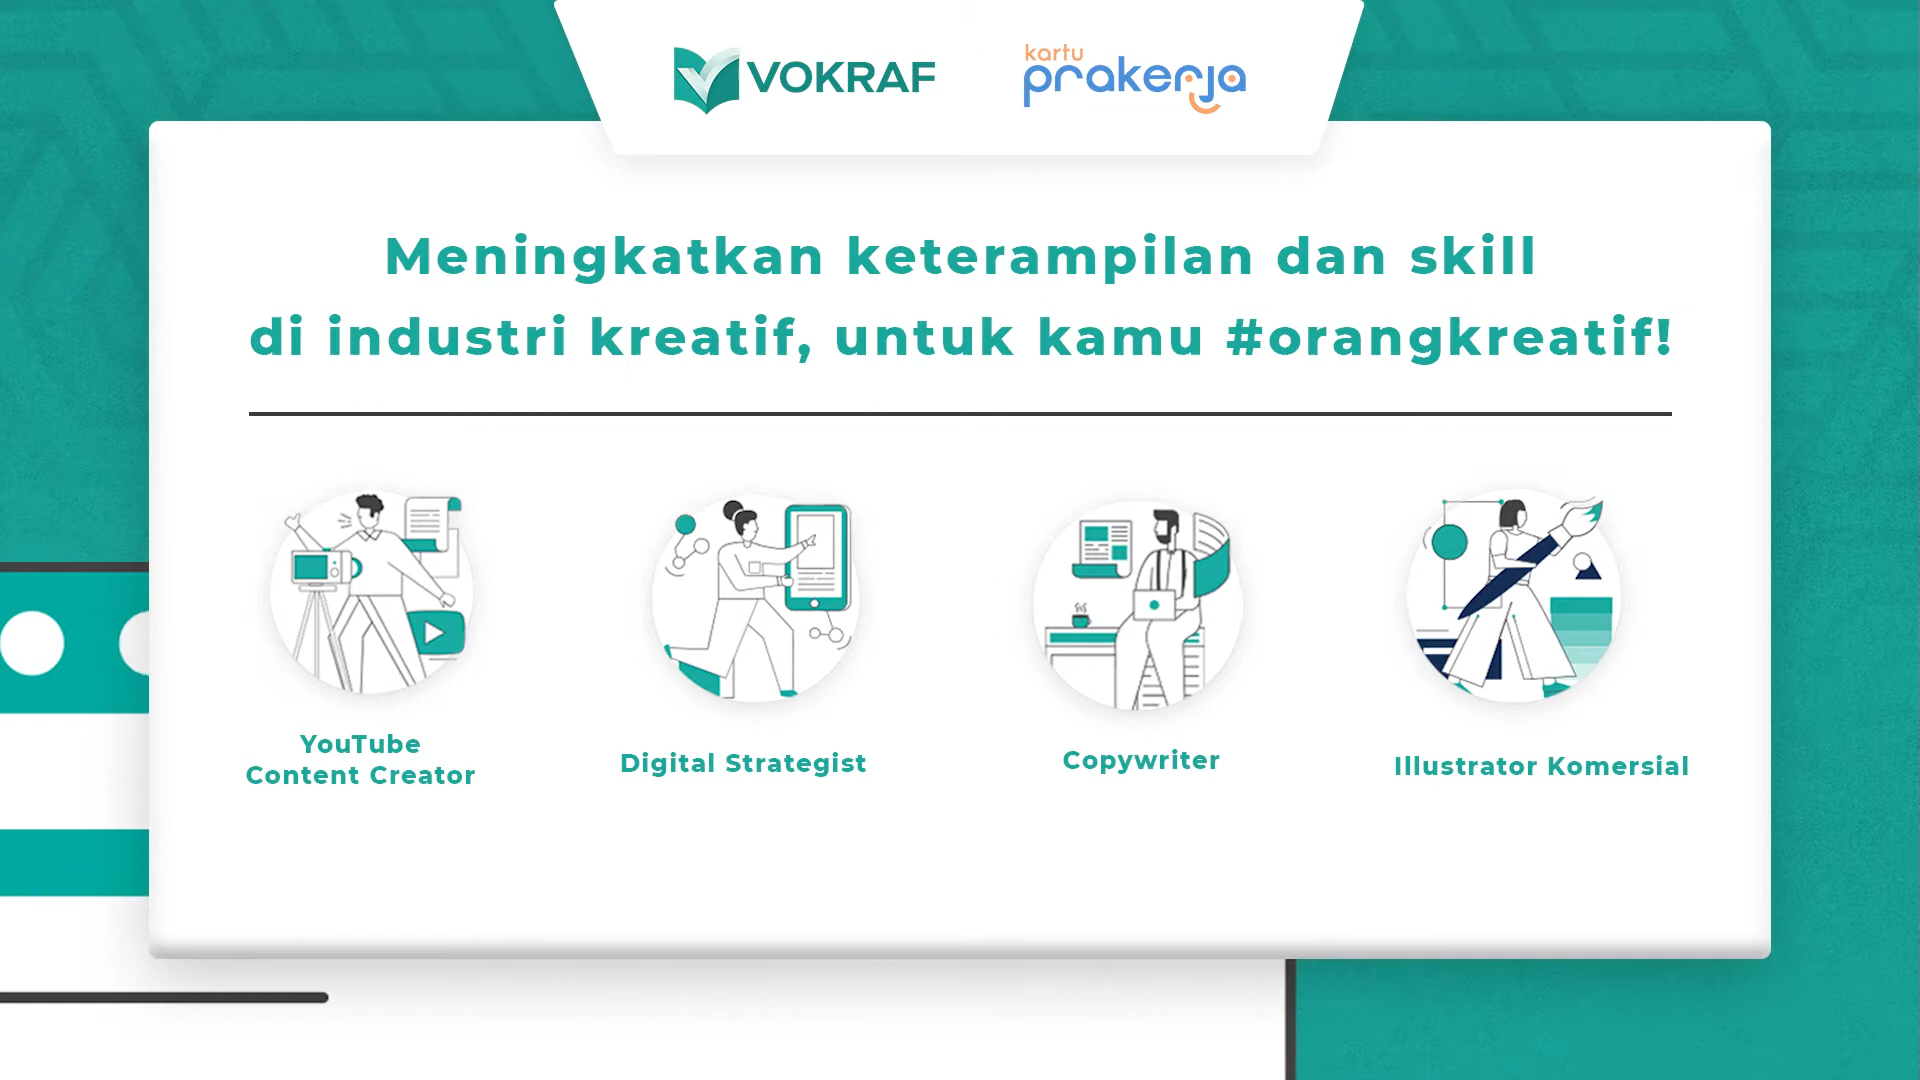 VOKRAF
kartu
prakerja
Meningkatkan keterampilan dan skill
di industri kreatif, untuk kamu #orangkreatif!
YouTube
Content Creator
Digital Strategist
Copywriter
Illustrator Komersial